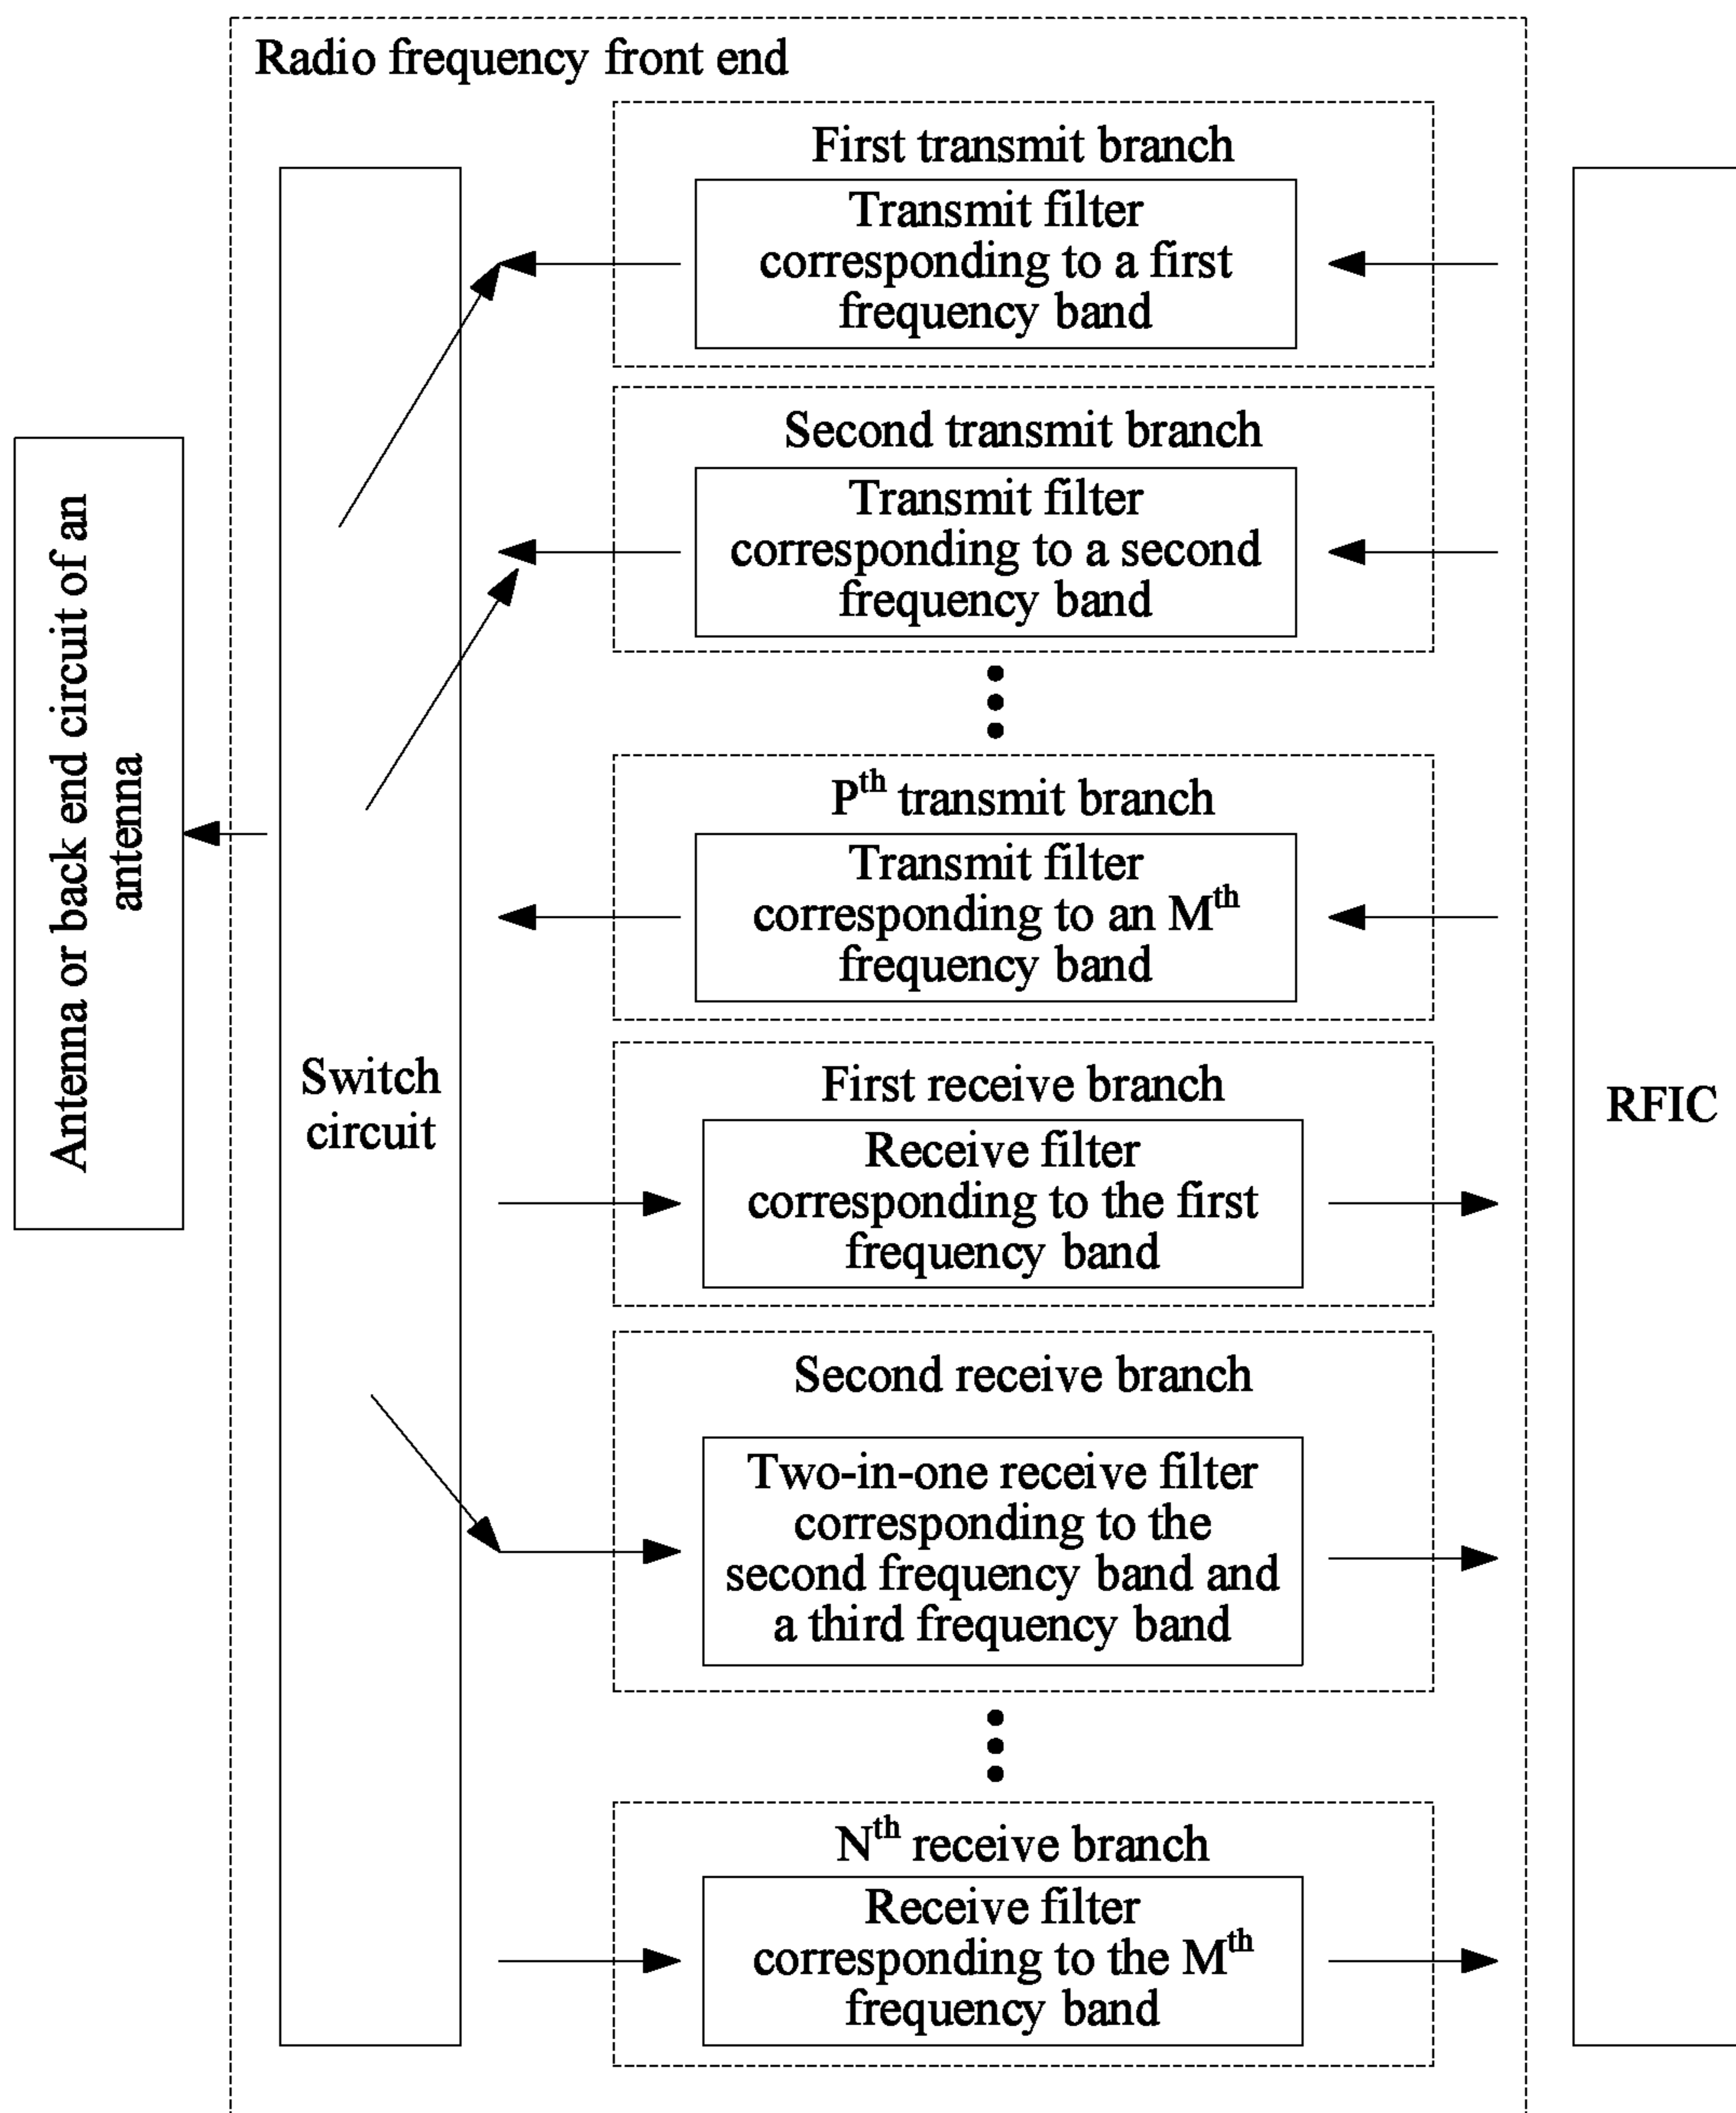 Radio frequency front end
First transmit branch
Transmit filter
corresponding to a first
frequency band
Second transmit branch
Transmit filter
corresponding to a second
frequency band
Pth transmit branch
Transmit filter
corresponding to an Mth
frequency band
First receive branch
Receive filter
corresponding to the first
frequency band
Second receive branch
Two-in-one receive filter
corresponding to the
second frequency band and
a third frequency band
Nth receive branch
Receive filter
corresponding to the Mth
frequency band
Antenna or back end circuit of an
antenna
Switch
circuit
RFIC